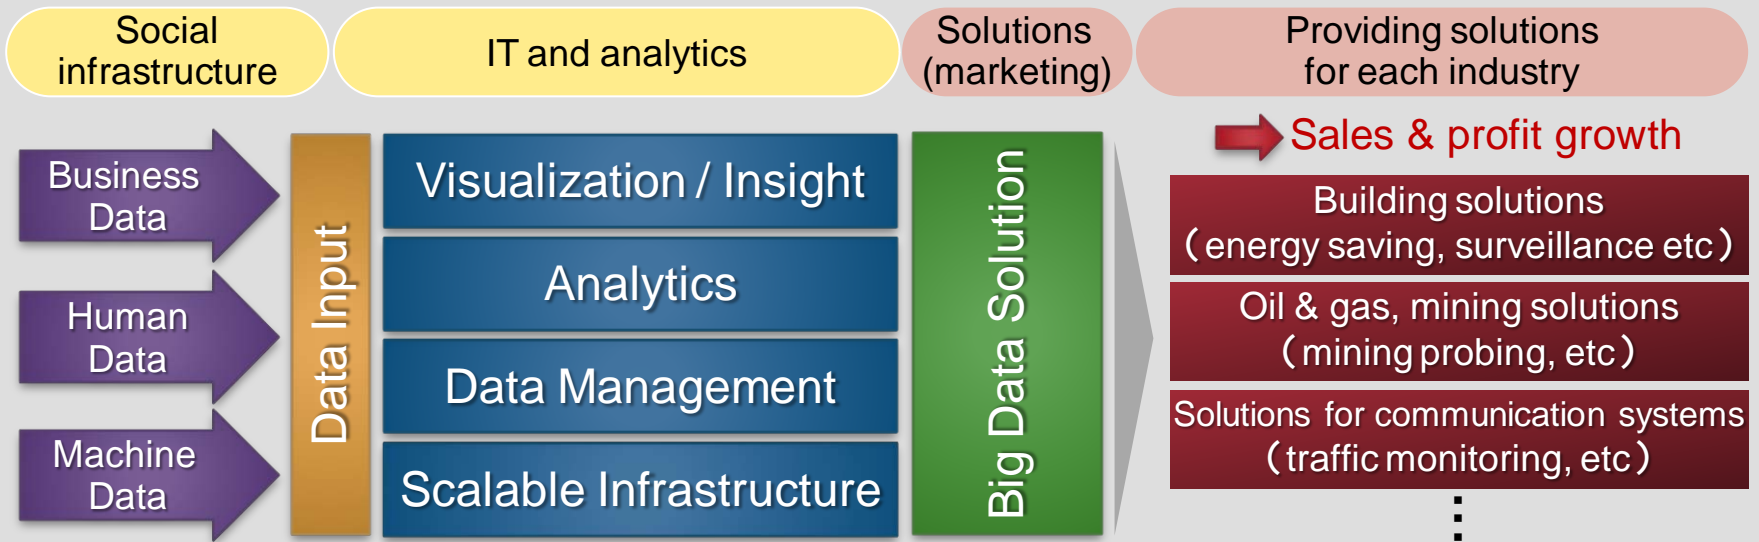 Social
infrastructure
IT and analytics
Solutions
(marketing)
Providing solutions
for each industry
Business
Data
Human
Data
Machine
Data
Data Input
Visualization / Insight
Analytics
Data Management
Scalable Infrastructure
Big Data Solution
Sales & profit growth
Building solutions
（energy saving, surveillance etc）
Oil & gas, mining solutions
（mining probing, etc）
Solutions for communication systems
（traffic monitoring, etc）
⋮